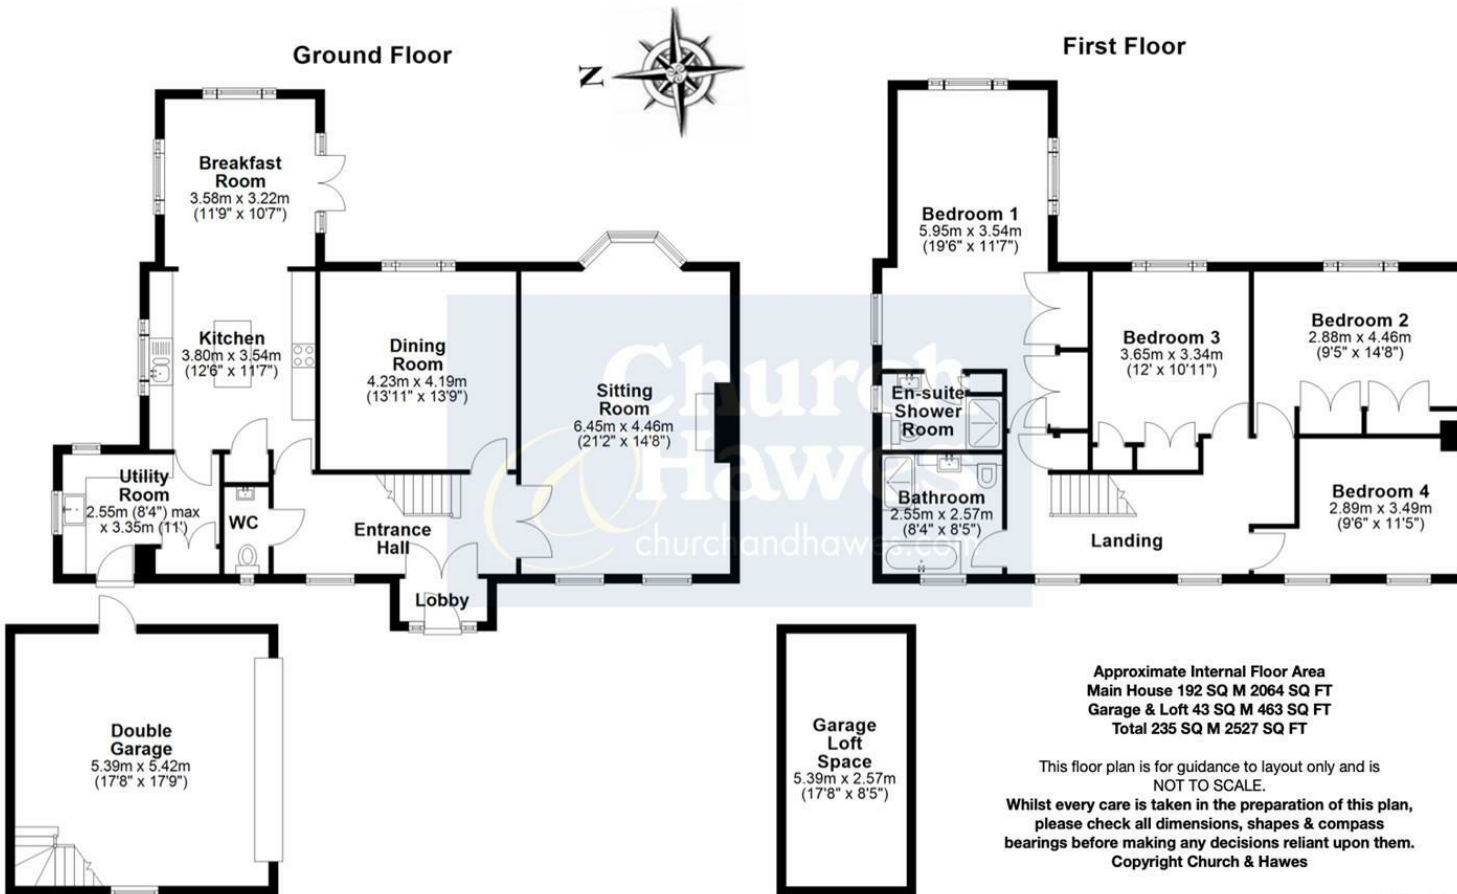 Ground Floor
First Floor
N
Breakfast
Room
3.58m x 3.22m
(11'9" x 10'7")
Kitchen
3.80m x 3.54m
(12'6" x 11'7")
Dining
Room
4.23m x 4.19m
(13'11" x 13'9")
Sitting
Room
6.45m x 4.46m
(21'2" x 14'8")
Utility
Room
2.55m (8'4") max
x 3.35m (11')
WC
Entrance
Hall
Lobby
Double
Garage
5.39m x 5.42m
(17'8" x 17'9")
Bedroom 1
5.95m x 3.54m
(19'6" x 11'7")
Bedroom 3
3.65m x 3.34m
(12' x 10'11")
Bedroom 2
2.88m x 4.46m
(9'5" x 14'8")
En-suite
Shower
Room
Bathroom
2.55m x 2.57m
(8'4" x 8'5")
Landing
Bedroom 4
2.89m x 3.49m
(9'6" x 11'5")
Church
& Hawes
churchandhawes.com
Garage
Loft
Space
5.39m x 2.57m
(17'8" x 8'5")
Approximate Internal Floor Area
Main House 192 SQ M 2064 SQ FT
Garage & Loft 43 SQ M 463 SQ FT
Total 235 SQ M 2527 SQ FT
This floor plan is for guidance to layout only and is
NOT TO SCALE.
Whilst every care is taken in the preparation of this plan,
please check all dimensions, shapes & compass
bearings before making any decisions reliant upon them.
Copyright Church & Hawes